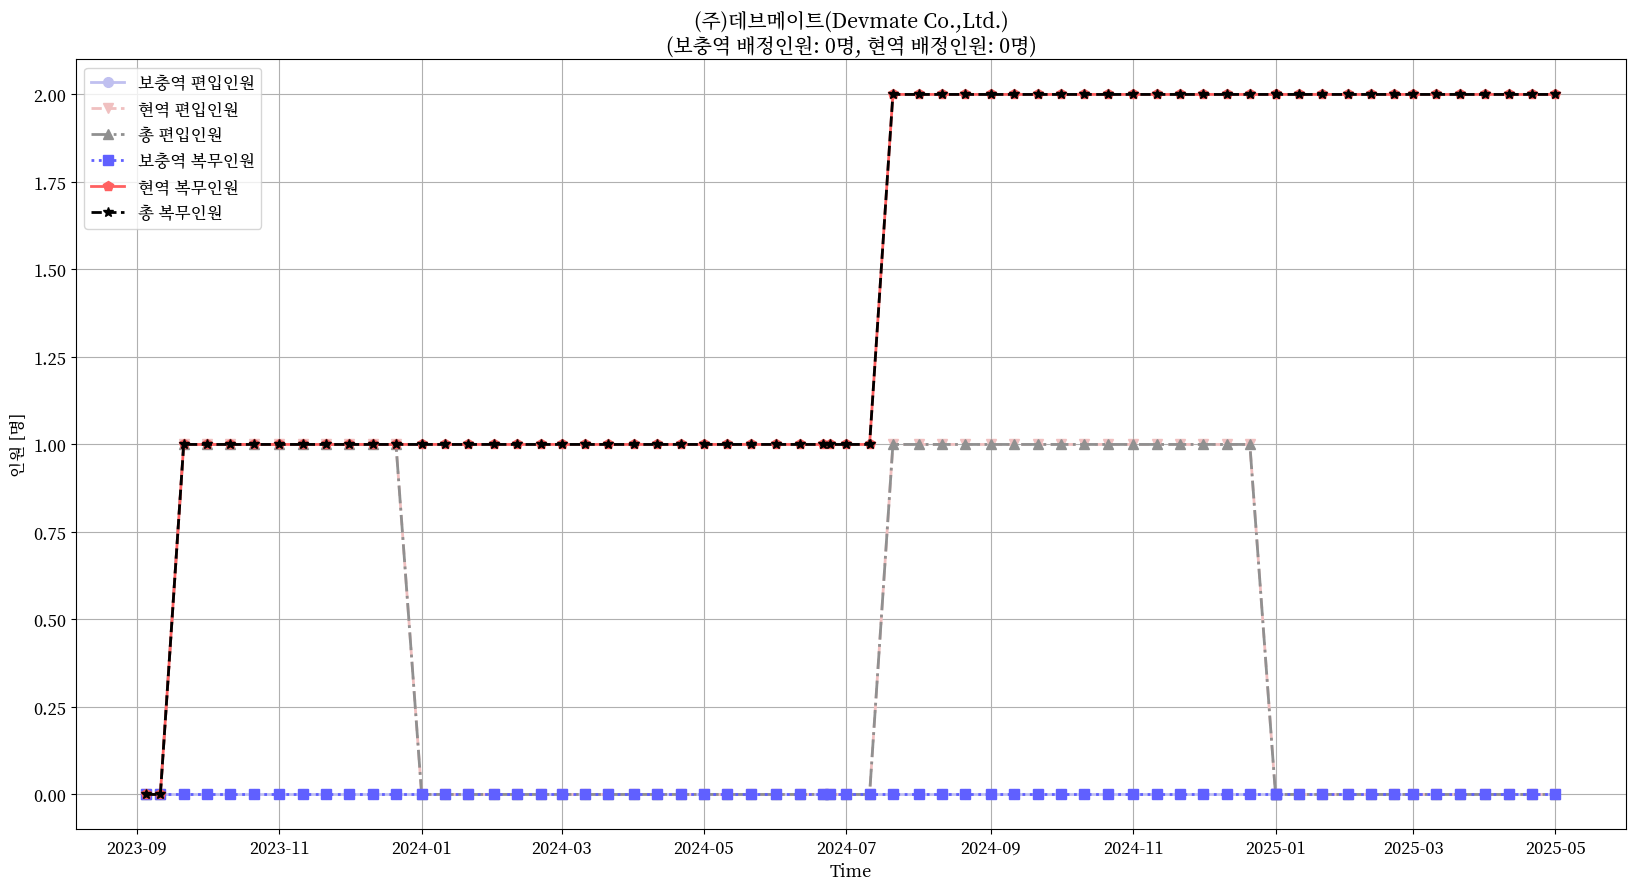 (주)데브메이트(Devmate Co.,Ltd.)
(보충역 배정인원: 0명, 현역 배정인원: 0명)
보충역 편입인원
현역 편입인원
총 편입인원
보충역 복무인원
현역 복무인원
총 복무인원
인원 [명]
2.00
1.75
1.50
1.25
1.00
0.75
0.50
0.25
0.00
2023-09 2023-11 2024-01 2024-03 2024-05 2024-07 2024-09 2024-11 2025-01 2025-03 2025-05
Time